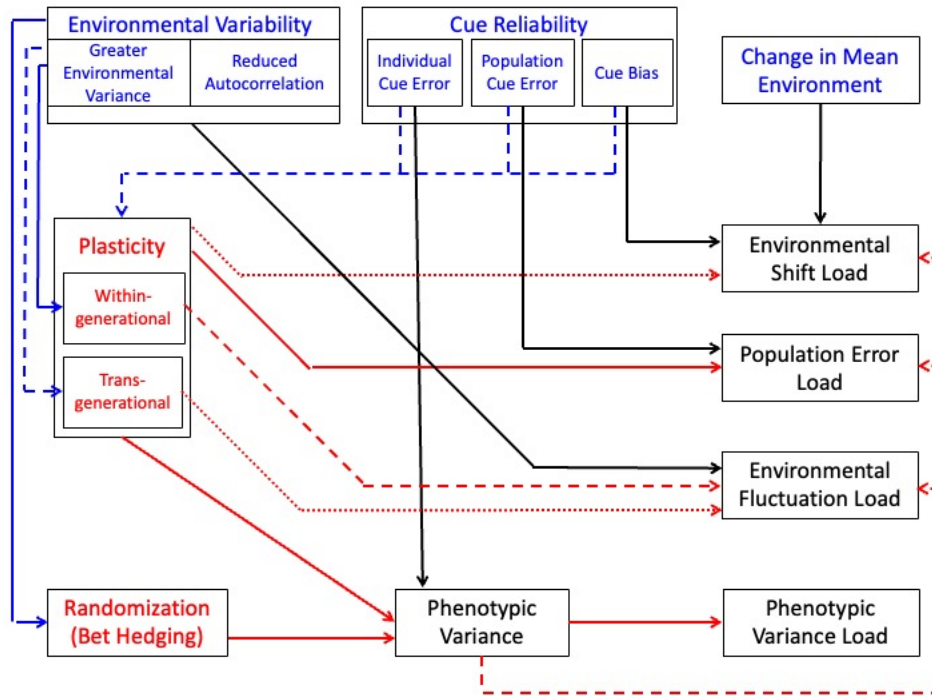 Environmental Variability
Greater
Environmental
Variance
Reduced
Autocorrelation
Cue Reliability
Individual
Cue Error
Population
Cue Error
Cue Bias
Change in Mean
Environment
Plasticity
Within-
generational
Trans-
generational
Environmental
Shift Load
Population Error
Load
Environmental
Fluctuation Load
Randomization
(Bet Hedging)
Phenotypic
Variance
Phenotypic
Variance Load